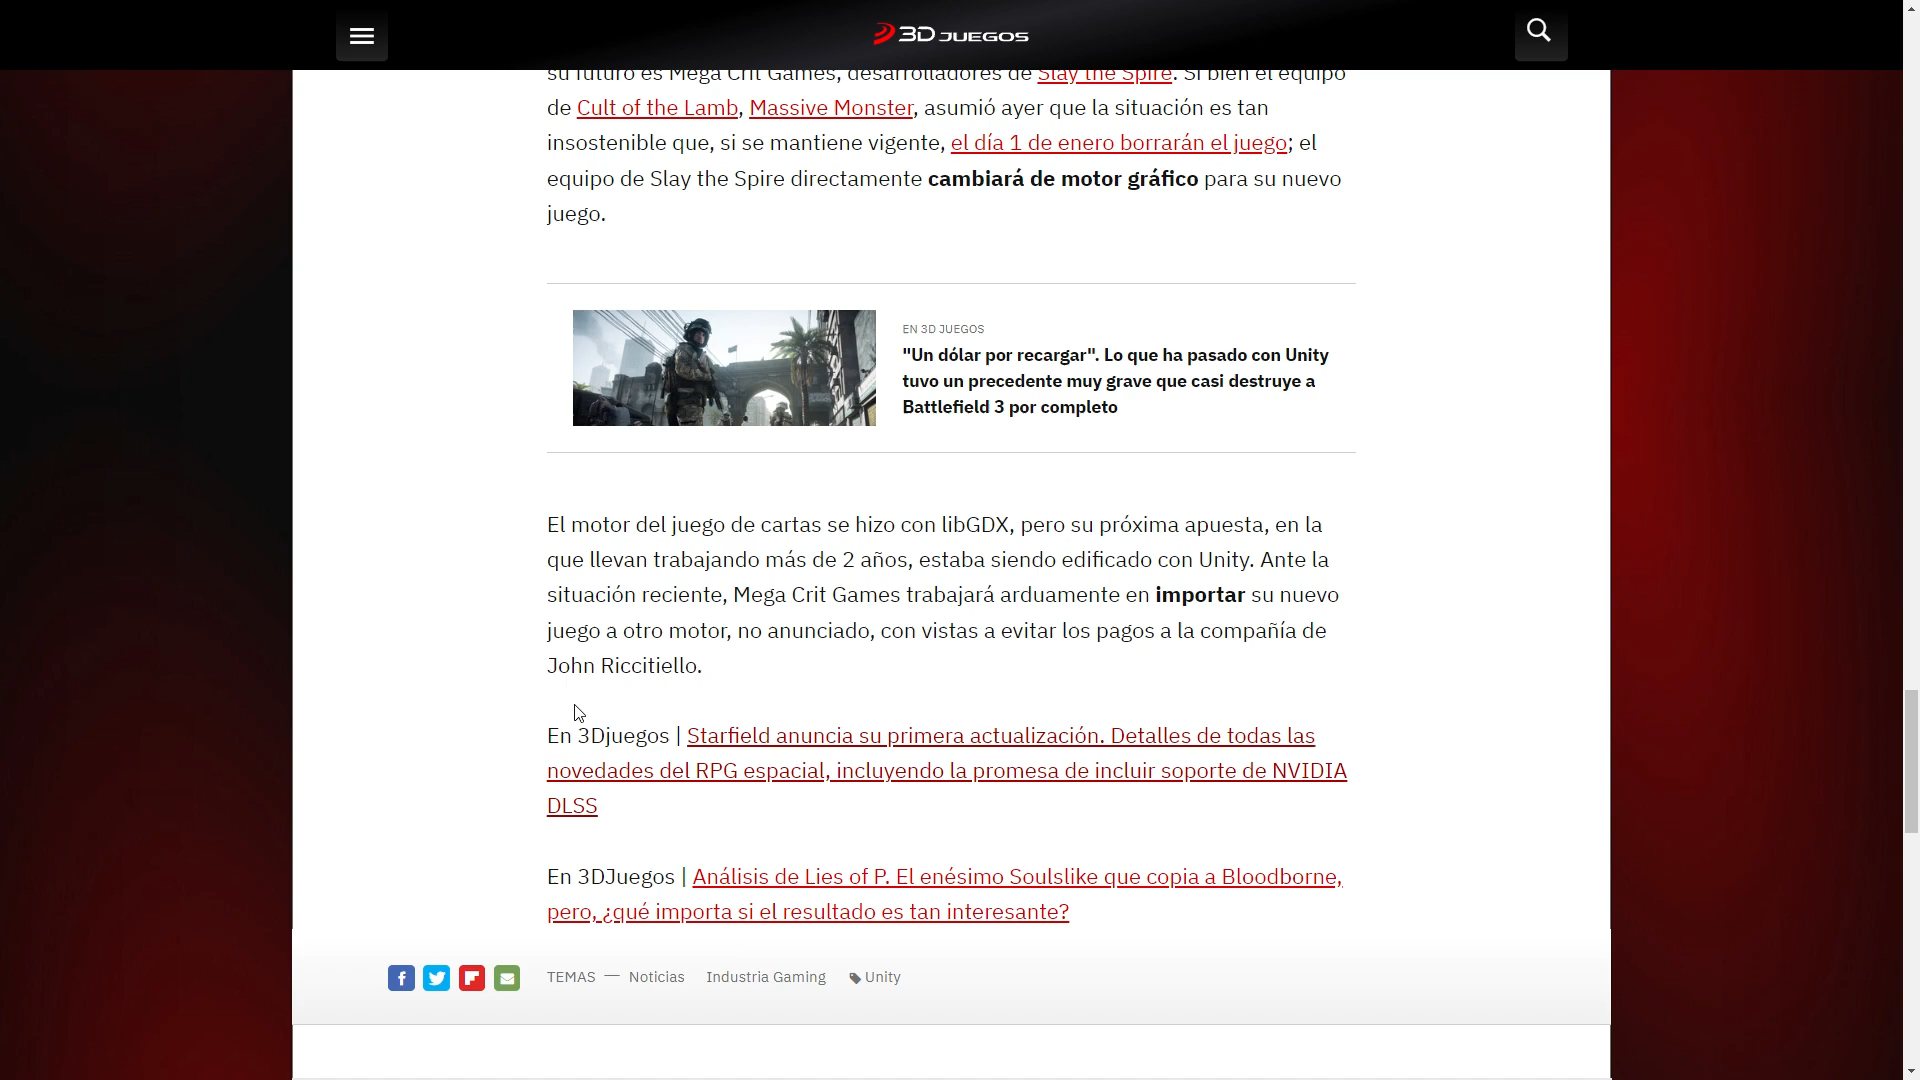 3D JUEGOS
su futuro es Mega Crit Games, desarrolladores de Slay the Spire. Si bien el equipo
de Cult of the Lamb, Massive Monster, asumió ayer que la situación es tan
insostenible que, si se mantiene vigente, el día 1 de enero borrarán el juego; el
equipo de Slay the Spire directamente cambiará de motor gráfico para su nuevo
juego.
EN 3D JUEGOS
"Un dólar por recargar". Lo que ha pasado con Unity
tuvo un precedente muy grave que casi destruye a
Battlefield 3 por completo
El motor del juego de cartas se hizo con libGDX, pero su próxima apuesta, en la
que llevan trabajando más de 2 años, estaba siendo edificado con Unity. Ante la
situación reciente, Mega Crit Games trabajará arduamente en importar su nuevo
juego a otro motor, no anunciado, con vistas a evitar los pagos a la compañía de
John Riccitiello.
En 3Djuegos | Starfield anuncia su primera actualización. Detalles de todas las
novedades del RPG espacial, incluyendo la promesa de incluir soporte de NVIDIA
DLSS
En 3DJuegos | Análisis de Lies of P. El enésimo Soulslike que copia a Bloodborne,
pero, ¿qué importa si el resultado es tan interesante?
TEMAS — Noticias Industria Gaming Unity